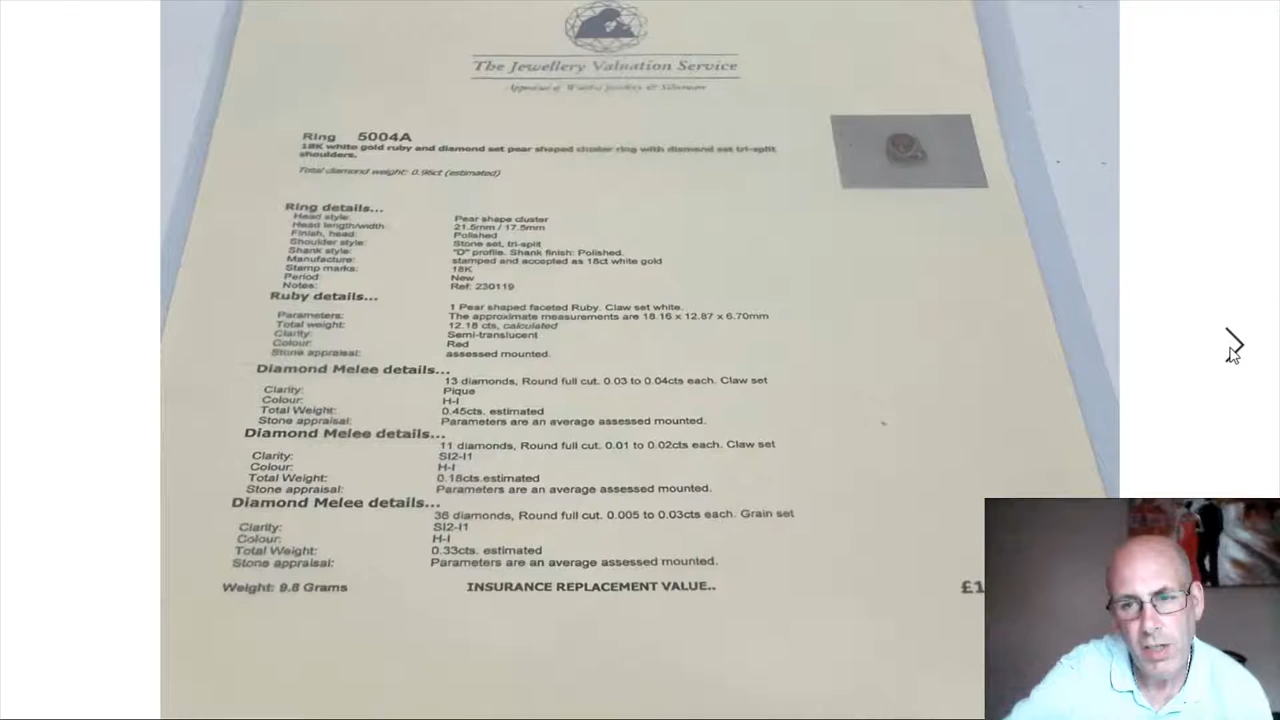 The Jewellery Valuation Service
Appraisal of
Jewellery & Silverware
Ring 5004A
18K white gold ruby and diamond set pear shaped cluster ring with diamond set tri-split
shoulders.
Total diamond weight: 0.96ct (estimated)
Ring details...
Head style: Pear shape cluster
Head length/width: 21.5mm / 17.5mm
Finish, head: Polished
Shoulder style: Stone set, tri-split
Shank style: "D" profile. Shank finish: Polished.
Manufacture: stamped and accepted as 18ct white gold
Stamp marks: 18K
Period: New
Notes: Ref: 230119
Ruby details...
1 Pear shaped faceted Ruby. Claw set white.
Parameters: The approximate measurements are 18.16 x 12.87 x 6.70mm
Total weight: 12.18 cts, calculated
Clarity: Semi-translucent
Colour: Red
Stone appraisal: assessed mounted.
Diamond Melee details...
13 diamonds, Round full cut. 0.03 to 0.04cts each. Claw set
Clarity: Pique
Colour: H-I
Total Weight: 0.45cts. estimated
Stone appraisal: Parameters are an average assessed mounted.
Diamond Melee details...
11 diamonds, Round full cut. 0.01 to 0.02cts each. Claw set
Clarity: SI2-I1
Colour: H-I
Total Weight: 0.18cts.estimated
Stone appraisal: Parameters are an average assessed mounted.
Diamond Melee details...
36 diamonds, Round full cut. 0.005 to 0.03cts each. Grain set
Clarity: SI2-I1
Colour: H-I
Total Weight: 0.33cts. estimated
Stone appraisal: Parameters are an average assessed mounted.
Weight: 9.8 Grams INSURANCE REPLACEMENT VALUE.. £1